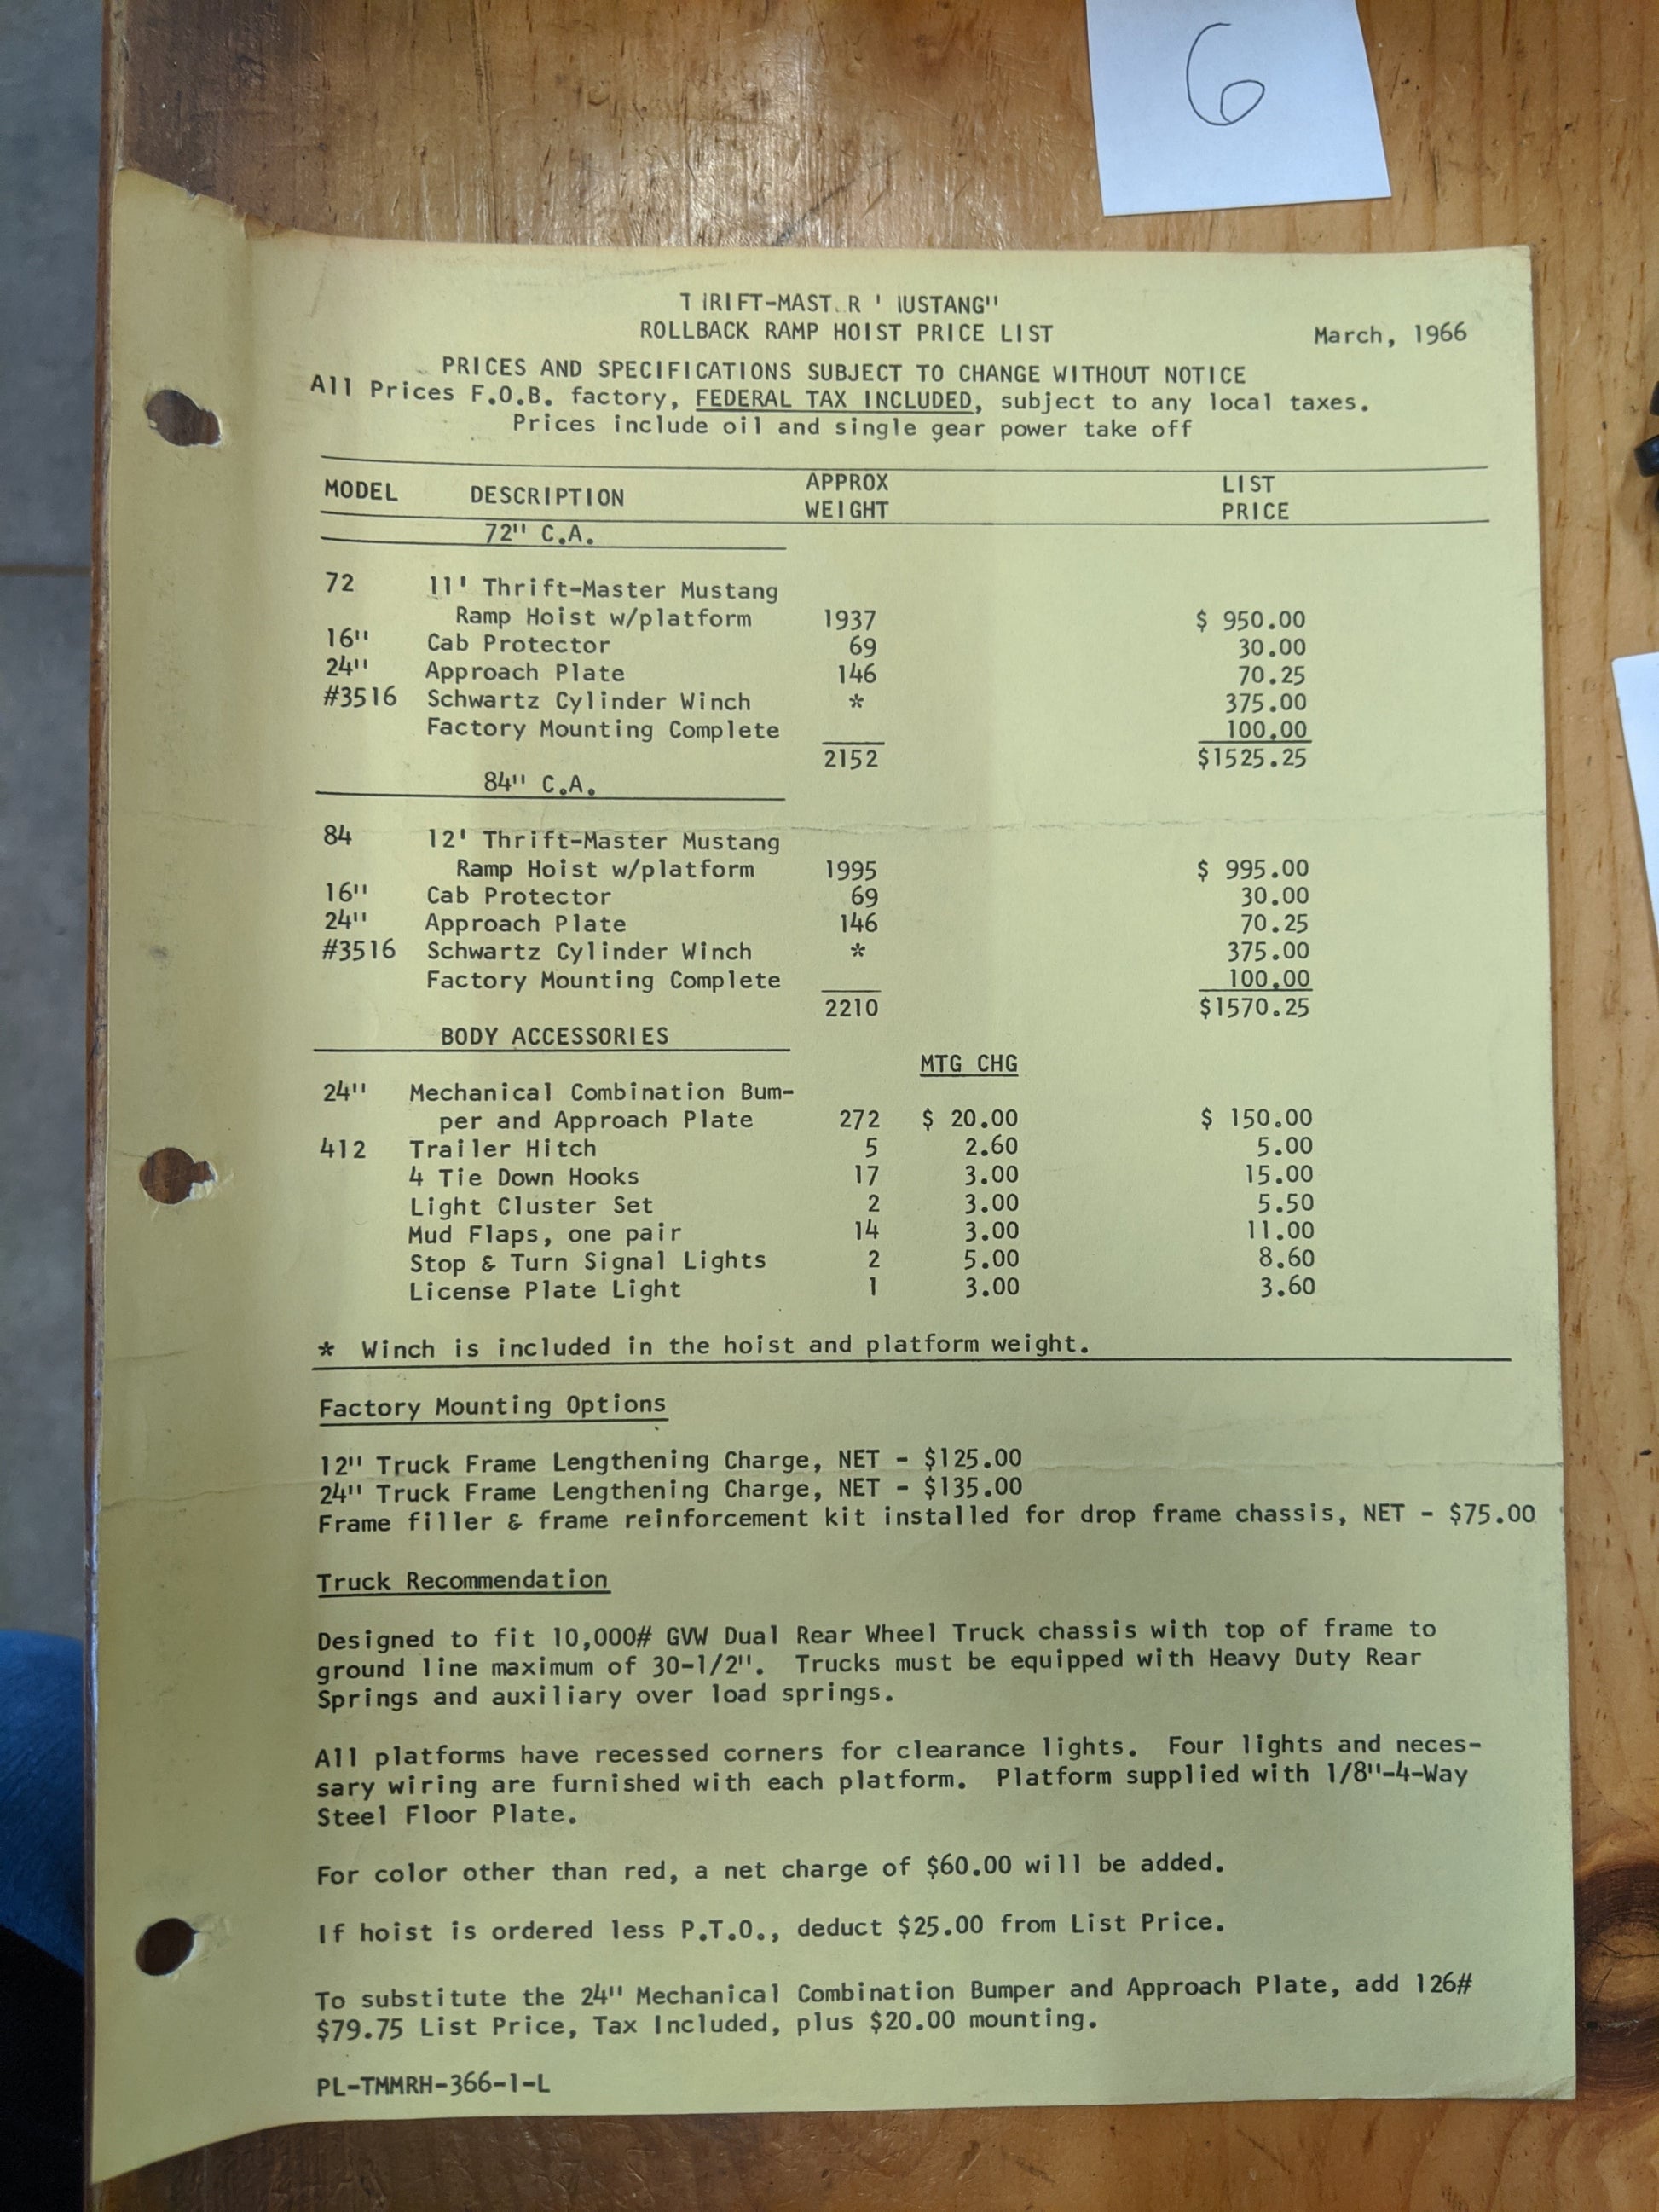 6
T IRIFT-MAST R ' IUSTANG"
ROLLBACK RAMP HOIST PRICE LIST March, 1966
PRICES AND SPECIFICATIONS SUBJECT TO CHANGE WITHOUT NOTICE
All Prices F.O.B. factory, FEDERAL TAX INCLUDED, subject to any local taxes.
Prices include oil and single gear power take off
MODEL DESCRIPTION APPROX WEIGHT LIST PRICE
72" C.A.
72 11' Thrift-Master Mustang
Ramp Hoist w/platform 1937 $ 950.00
16" Cab Protector 69 30.00
24" Approach Plate 146 70.25
#3516 Schwartz Cylinder Winch * 375.00
Factory Mounting Complete 100.00
2152 $1525.25
84" C.A.
84 12' Thrift-Master Mustang
Ramp Hoist w/platform 1995 $ 995.00
16" Cab Protector 69 30.00
24" Approach Plate 146 70.25
#3516 Schwartz Cylinder Winch * 375.00
Factory Mounting Complete 100.00
2210 $1570.25
BODY ACCESSORIES
MTG CHG
24" Mechanical Combination Bum-
per and Approach Plate 272 $ 20.00 $ 150.00
412 Trailer Hitch 5 2.60 5.00
4 Tie Down Hooks 17 3.00 15.00
Light Cluster Set 2 3.00 5.50
Mud Flaps, one pair 14 3.00 11.00
Stop & Turn Signal Lights 2 5.00 8.60
License Plate Light 1 3.00 3.60
* Winch is included in the hoist and platform weight.
Factory Mounting Options
12" Truck Frame Lengthening Charge, NET - $125.00
24" Truck Frame Lengthening Charge, NET - $135.00
Frame filler & frame reinforcement kit installed for drop frame chassis, NET - $75.00
Truck Recommendation
Designed to fit 10,000# GVW Dual Rear Wheel Truck chassis with top of frame to
ground line maximum of 30-1/2". Trucks must be equipped with Heavy Duty Rear
Springs and auxiliary over load springs.
All platforms have recessed corners for clearance lights. Four lights and neces-
sary wiring are furnished with each platform. Platform supplied with 1/8"-4-Way
Steel Floor Plate.
For color other than red, a net charge of $60.00 will be added.
If hoist is ordered less P.T.O., deduct $25.00 from List Price.
To substitute the 24" Mechanical Combination Bumper and Approach Plate, add 126#
$79.75 List Price, Tax Included, plus $20.00 mounting.
PL-TMMRH-366-1-L